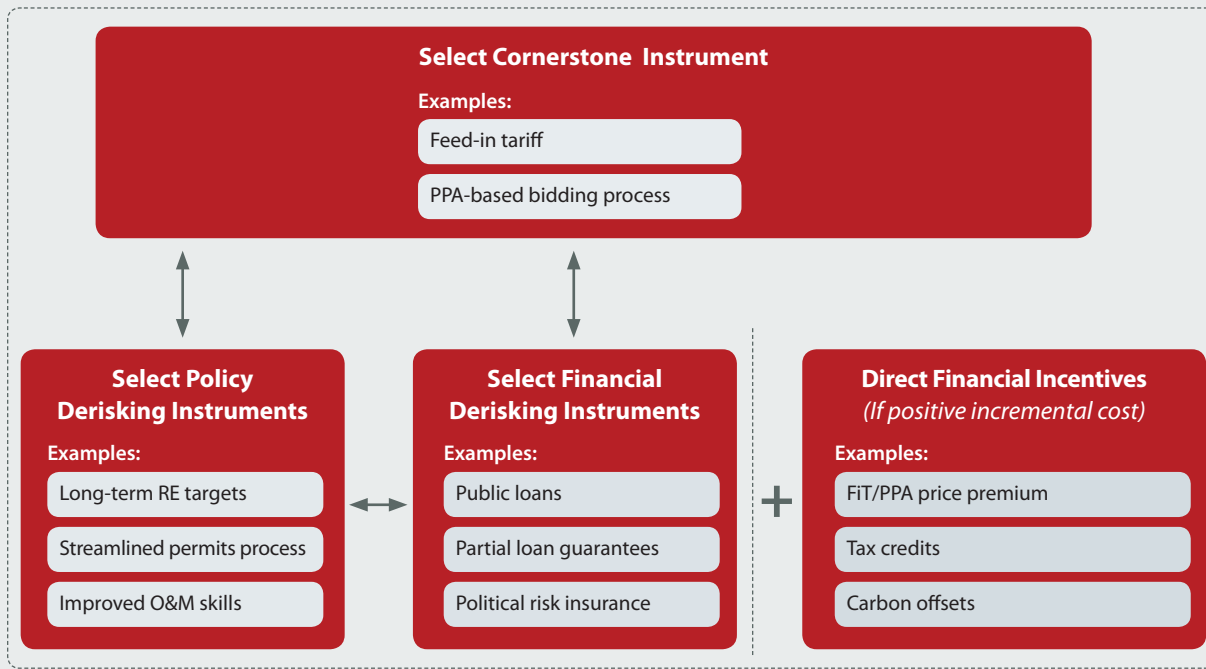 Select Cornerstone Instrument
Examples:
Feed-in tariff
PPA-based bidding process
Select Policy
Derisking Instruments
Examples:
Long-term RE targets
Streamlined permits process
Improved O&M skills
Select Financial
Derisking Instruments
Examples:
Public loans
Partial loan guarantees
Political risk insurance
+
Direct Financial Incentives
(If positive incremental cost)
Examples:
FiT/PPA price premium
Tax credits
Carbon offsets